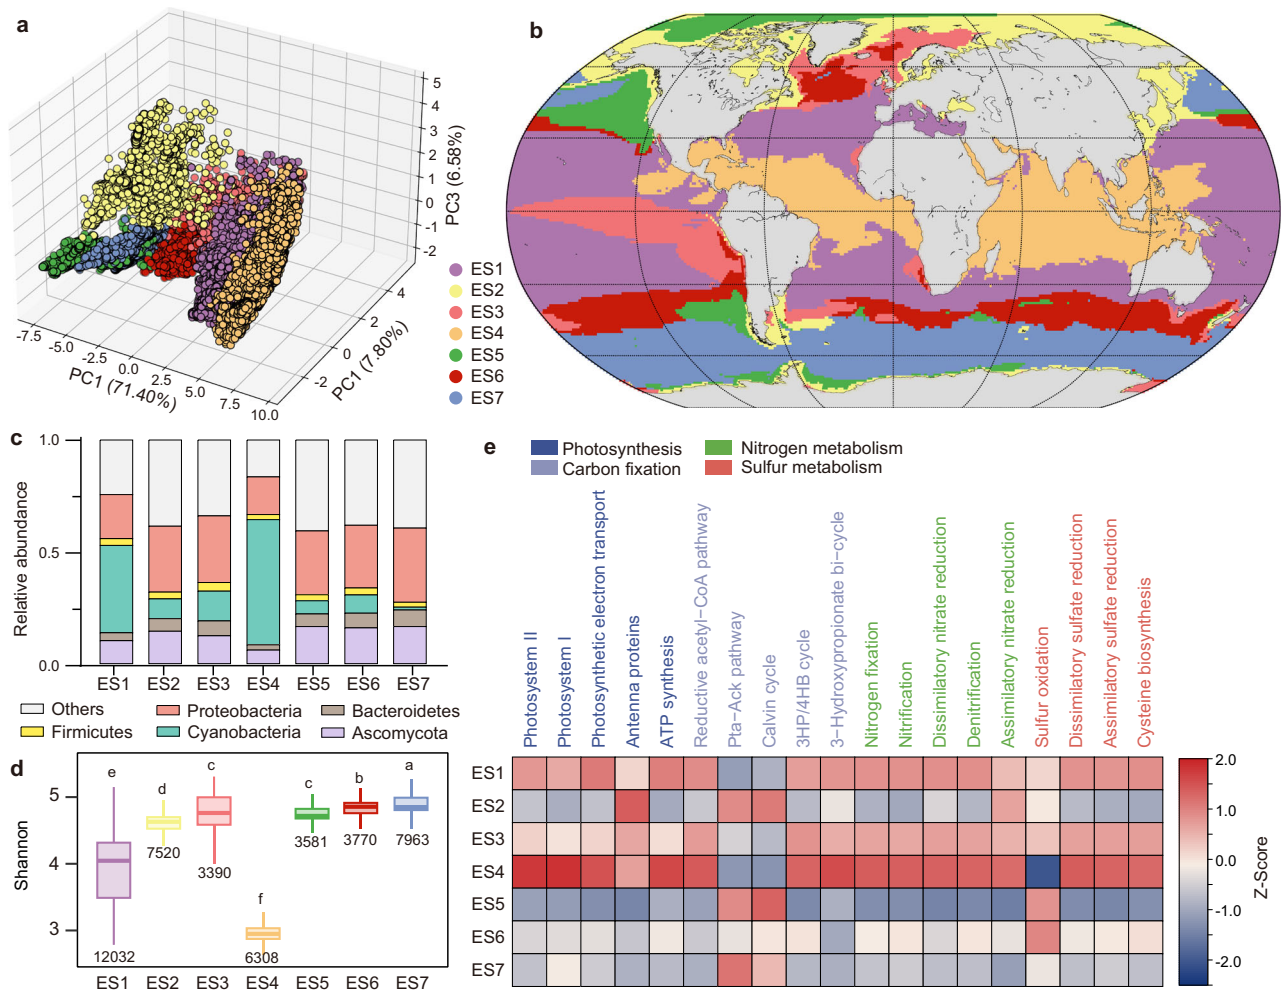 a
5
4
3
2
1
0
-1
-2
PC3 (6.58%)
-7.5
-5.0
-2.5
0.0
2.5
5.0
7.5
10.0
PC1 (71.40%)
-2
0
2
4
PC1 (7.80%)
ES1
ES2
ES3
ES4
ES5
ES6
ES7
b
c
1.0
0.5
0.0
Relative abundance
ES1 ES2 ES3 ES4 ES5 ES6 ES7
Others Proteobacteria Bacteroidetes
Firmicutes Cyanobacteria Ascomycota
d
Shannon
5
4
3
e d c f c b a
12032 7520 3390 6308 3581 3770 7963
ES1 ES2 ES3 ES4 ES5 ES6 ES7
e
Photosynthesis Nitrogen metabolism
Carbon fixation Sulfur metabolism
Photosystem II
Photosystem I
Photosynthetic electron transport
Antenna proteins
ATP synthesis
Reductive acetyl−CoA pathway
Pta−Ack pathway
Calvin cycle
3HP/4HB cycle
3−Hydroxypropionate bi−cycle
Nitrogen fixation
Nitrification
Dissimilatory nitrate reduction
Denitrification
Assimilatory nitrate reduction
Sulfur oxidation
Dissimilatory sulfate reduction
Assimilatory sulfate reduction
Cysteine biosynthesis
ES1
ES2
ES3
ES4
ES5
ES6
ES7
2.0
1.0
0.0
-1.0
-2.0
Z-Score